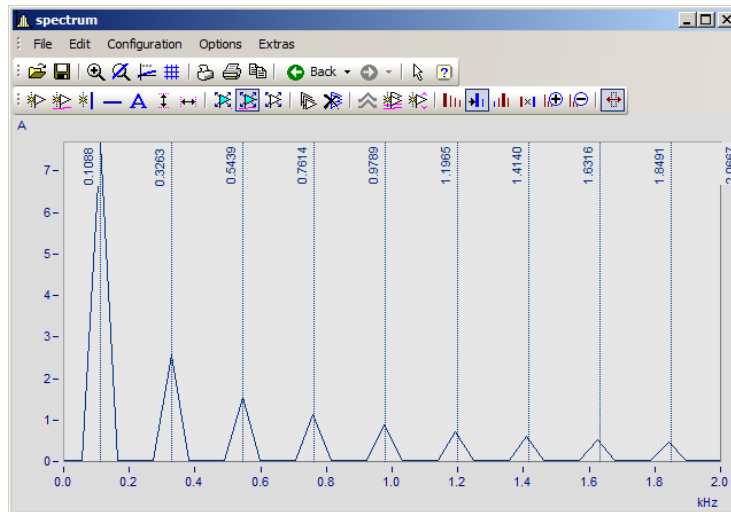 spectrum
File Edit Configuration Options Extras
Back
A
A
0.1088 0.3263 0.5439 0.7614 0.9789 1.1965 1.4140 1.6316 1.8491
7
6
5
4
3
2
1
0
0.0 0.2 0.4 0.6 0.8 1.0 1.2 1.4 1.6 1.8 2.0
kHz